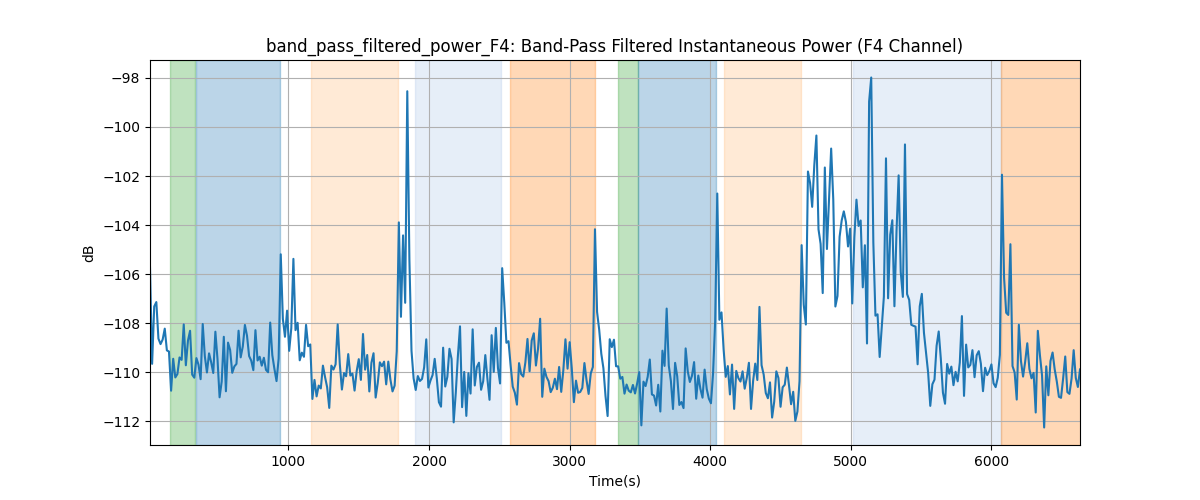 band_pass_filtered_power_F4: Band-Pass Filtered Instantaneous Power (F4 Channel)
−98
−100
−102
−104
−106
−108
−110
−112
dB
1000 2000 3000 4000 5000 6000
Time(s)